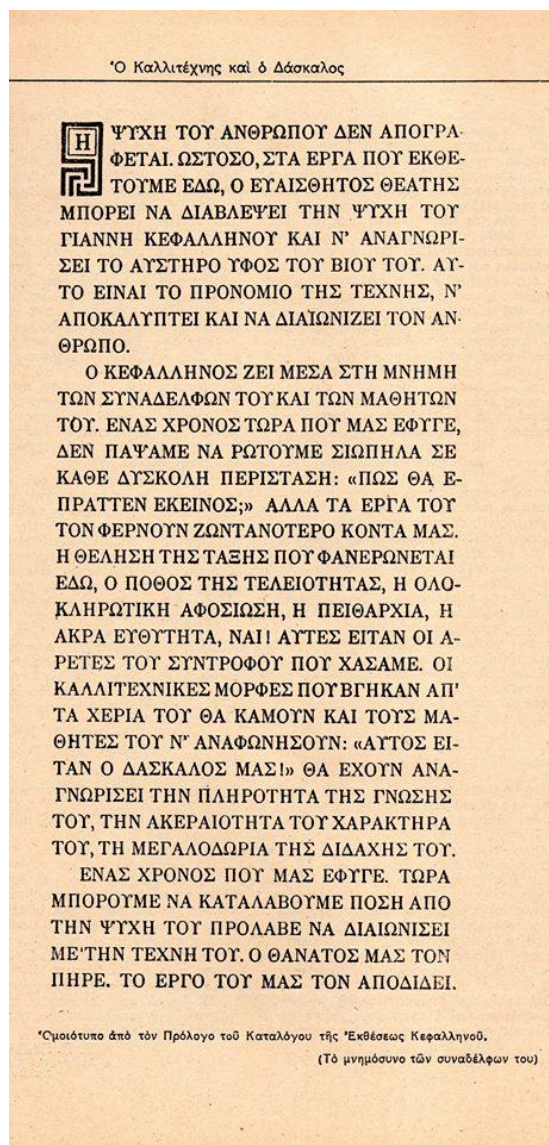 Ὁ Καλλιτέχνης καὶ ὁ Δάσκαλος
Η ΨΥΧΗ ΤΟΥ ΑΝΘΡΩΠΟΥ ΔΕΝ ΑΠΟΓΡΑ-
ΦΕΤΑΙ. ΩΣΤΟΣΟ, ΣΤΑ ΕΡΓΑ ΠΟΥ ΕΚΘΕ-
ΤΟΥΜΕ ΕΔΩ, Ο ΕΥΑΙΣΘΗΤΟΣ ΘΕΑΤΗΣ
ΜΠΟΡΕΙ ΝΑ ΔΙΑΒΛΕΨΕΙ ΤΗΝ ΨΥΧΗ ΤΟΥ
ΓΙΑΝΝΗ ΚΕΦΑΛΛΗΝΟΥ ΚΑΙ Ν' ΑΝΑΓΝΩΡΙ-
ΣΕΙ ΤΟ ΑΥΣΤΗΡΟ ΥΦΟΣ ΤΟΥ ΒΙΟΥ ΤΟΥ. ΑΥ-
ΤΟ ΕΙΝΑΙ ΤΟ ΠΡΟΝΟΜΙΟ ΤΗΣ ΤΕΧΝΗΣ, Ν'
ΑΠΟΚΑΛΥΠΤΕΙ ΚΑΙ ΝΑ ΔΙΑΙΩΝΙΖΕΙ ΤΟΝ ΑΝ-
ΘΡΩΠΟ.
Ο ΚΕΦΑΛΛΗΝΟΣ ΖΕΙ ΜΕΣΑ ΣΤΗ ΜΝΗΜΗ
ΤΩΝ ΣΥΝΑΔΕΛΦΩΝ ΤΟΥ ΚΑΙ ΤΩΝ ΜΑΘΗΤΩΝ
ΤΟΥ. ΕΝΑΣ ΧΡΟΝΟΣ ΤΩΡΑ ΠΟΥ ΜΑΣ ΕΦΥΓΕ,
ΔΕΝ ΠΑΨΑΜΕ ΝΑ ΡΩΤΟΥΜΕ ΣΙΩΠΗΛΑ ΣΕ
ΚΑΘΕ ΔΥΣΚΟΛΗ ΠΕΡΙΣΤΑΣΗ: «ΠΩΣ ΘΑ Ε-
ΠΡΑΤΤΕΝ ΕΚΕΙΝΟΣ;» ΑΛΛΑ ΤΑ ΕΡΓΑ ΤΟΥ
ΤΟΝ ΦΕΡΝΟΥΝ ΖΩΝΤΑΝΟΤΕΡΟ ΚΟΝΤΑ ΜΑΣ.
Η ΘΕΛΗΣΗ ΤΗΣ ΤΑΞΗΣ ΠΟΥ ΦΑΝΕΡΩΝΕΤΑΙ
ΕΔΩ, Ο ΠΟΘΟΣ ΤΗΣ ΤΕΛΕΙΟΤΗΤΑΣ, Η ΟΛΟ-
ΚΛΗΡΩΤΙΚΗ ΑΦΟΣΙΩΣΗ, Η ΠΕΙΘΑΡΧΙΑ, Η
ΑΚΡΑ ΕΥΘΥΤΗΤΑ, ΝΑΙ! ΑΥΤΕΣ ΕΙΤΑΝ ΟΙ Α-
ΡΕΤΕΣ ΤΟΥ ΣΥΝΤΡΟΦΟΥ ΠΟΥ ΧΑΣΑΜΕ. ΟΙ
ΚΑΛΛΙΤΕΧΝΙΚΕΣ ΜΟΡΦΕΣ ΠΟΥ ΒΓΗΚΑΝ ΑΠ'
ΤΑ ΧΕΡΙΑ ΤΟΥ ΘΑ ΚΑΜΟΥΝ ΚΑΙ ΤΟΥΣ ΜΑ-
ΘΗΤΕΣ ΤΟΥ Ν' ΑΝΑΦΩΝΗΣΟΥΝ: «ΑΥΤΟΣ ΕΙ-
ΤΑΝ Ο ΔΑΣΚΑΛΟΣ ΜΑΣ!» ΘΑ ΕΧΟΥΝ ΑΝΑ-
ΓΝΩΡΙΣΕΙ ΤΗΝ ΠΛΗΡΟΤΗΤΑ ΤΗΣ ΓΝΩΣΗΣ
ΤΟΥ, ΤΗΝ ΑΚΕΡΑΙΟΤΗΤΑ ΤΟΥ ΧΑΡΑΚΤΗΡΑ
ΤΟΥ, ΤΗ ΜΕΓΑΛΟΔΩΡΙΑ ΤΗΣ ΔΙΔΑΧΗΣ ΤΟΥ.
ΕΝΑΣ ΧΡΟΝΟΣ ΠΟΥ ΜΑΣ ΕΦΥΓΕ. ΤΩΡΑ
ΜΠΟΡΟΥΜΕ ΝΑ ΚΑΤΑΛΑΒΟΥΜΕ ΠΟΣΗ ΑΠΟ
ΤΗΝ ΨΥΧΗ ΤΟΥ ΠΡΟΛΑΒΕ ΝΑ ΔΙΑΙΩΝΙΣΕΙ
ΜΕ ΤΗΝ ΤΕΧΝΗ ΤΟΥ. Ο ΘΑΝΑΤΟΣ ΜΑΣ ΤΟΝ
ΠΗΡΕ. ΤΟ ΕΡΓΟ ΤΟΥ ΜΑΣ ΤΟΝ ΑΠΟΔΙΔΕΙ.
Ὁμοιότυπο ἀπὸ τὸν Πρόλογο τοῦ Καταλόγου τῆς Ἐκθέσεως Κεφαλληνοῦ.
(Τὸ μνημόσυνο τῶν συναδέλφων του)